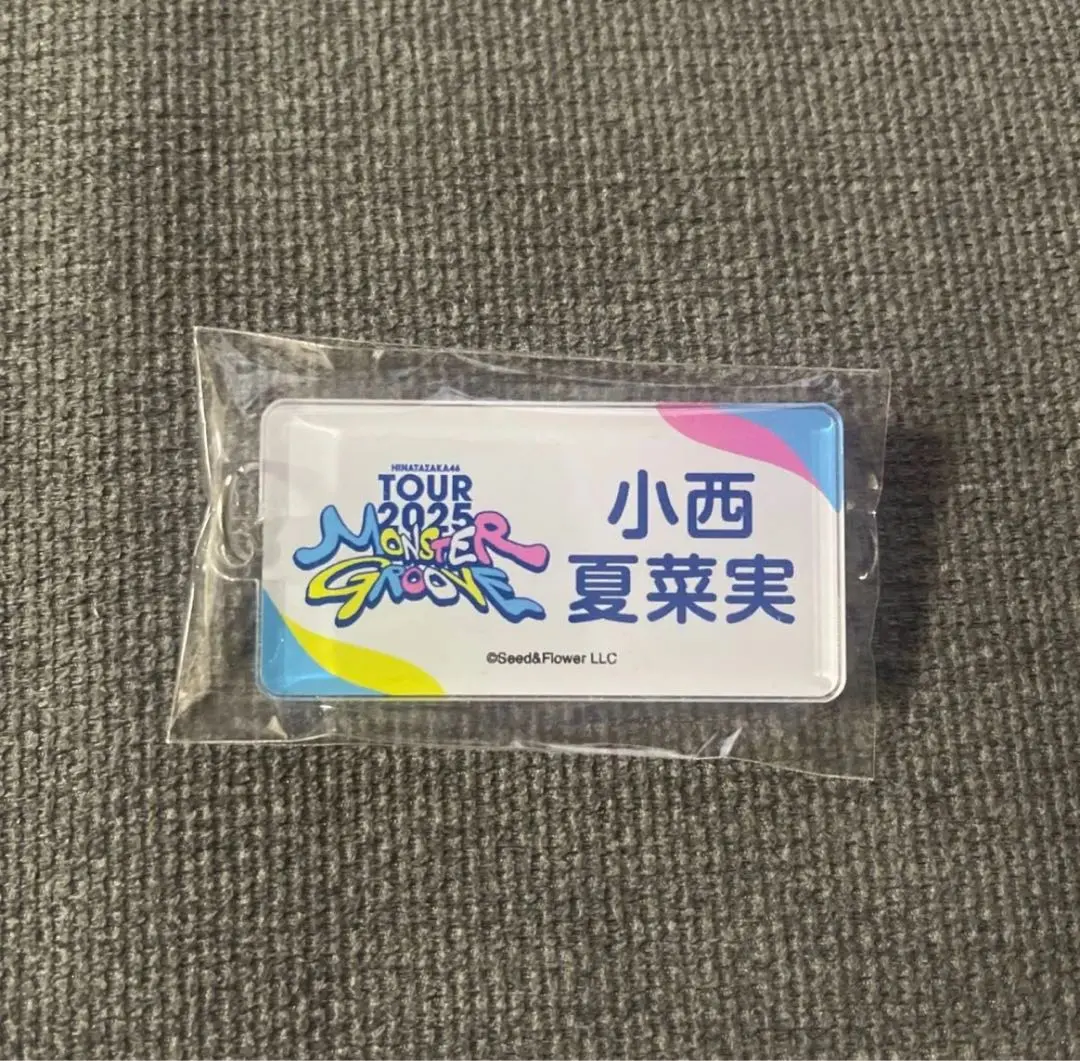 HINATAZAKA46
TOUR
2025
MONSTER
GROOVE
小西
夏菜実
©Seed&Flower LLC